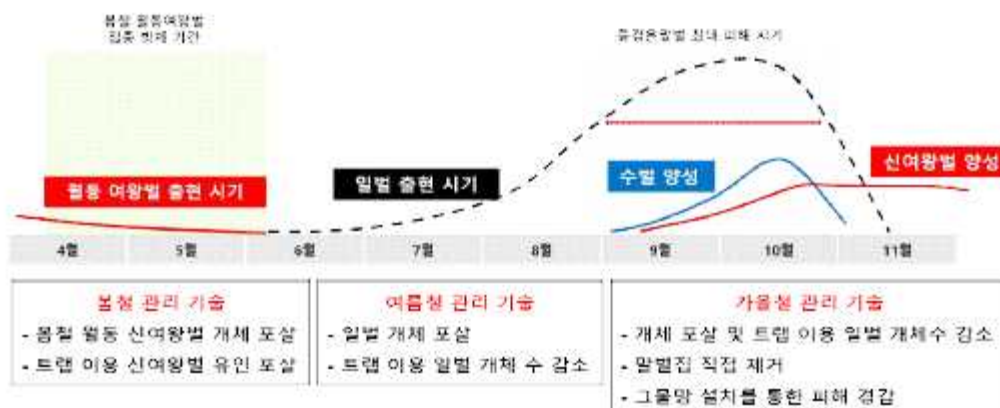 봄철 월동여왕벌
집중 방제 기간
등검은말벌 최대 피해 시기
월동 여왕벌 출현 시기
일벌 출현 시기
수벌 양성
신여왕벌 양성
4월 5월 6월 7월 8월 9월 10월 11월
봄철 관리 기술
- 봄철 월동 신여왕벌 개체 포살
- 트랩 이용 신여왕벌 유인 포살
여름철 관리 기술
- 일벌 개체 포살
- 트랩 이용 일벌 개체 수 감소
가을철 관리 기술
- 개체 포살 및 트랩 이용 일벌 개체수 감소
- 말벌집 직접 제거
- 그물망 설치를 통한 피해 경감